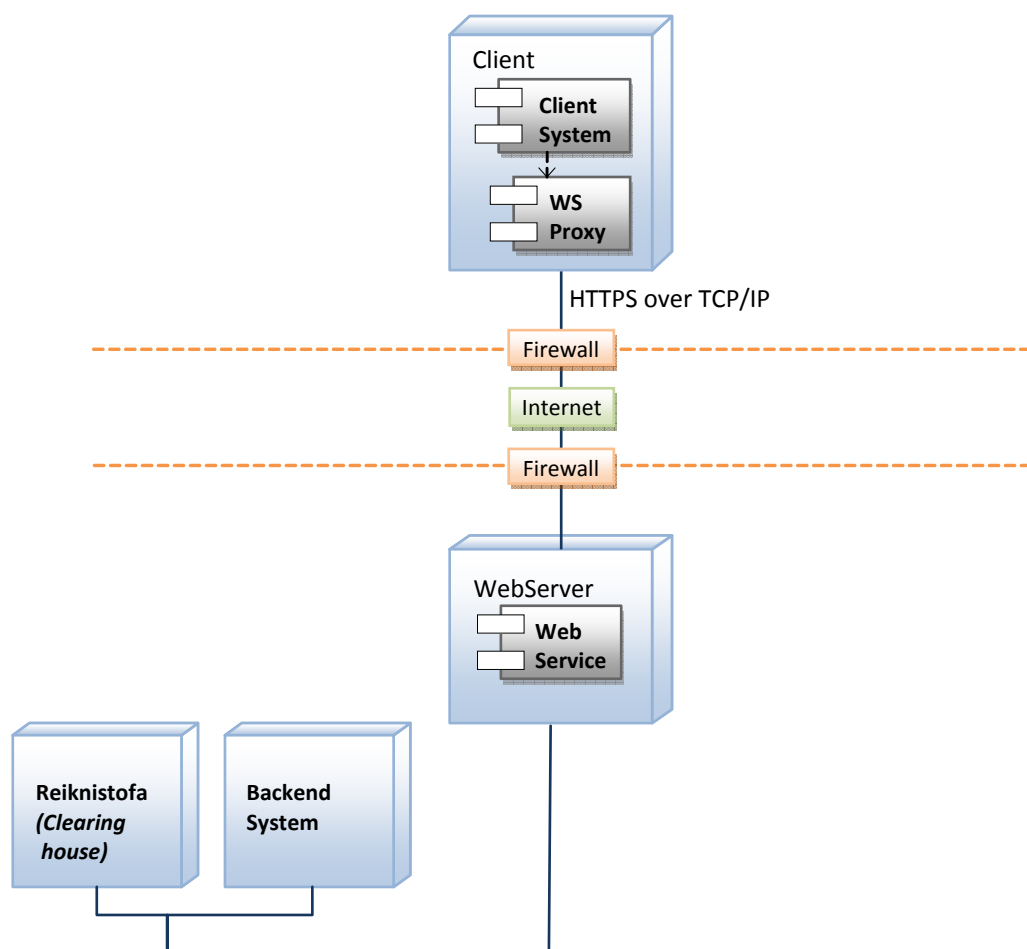 Client
Client
System
WS
Proxy
HTTPS over TCP/IP
Firewall
Internet
Firewall
WebServer
Web
Service
Reiknistofa
(Clearing
house)
Backend
System